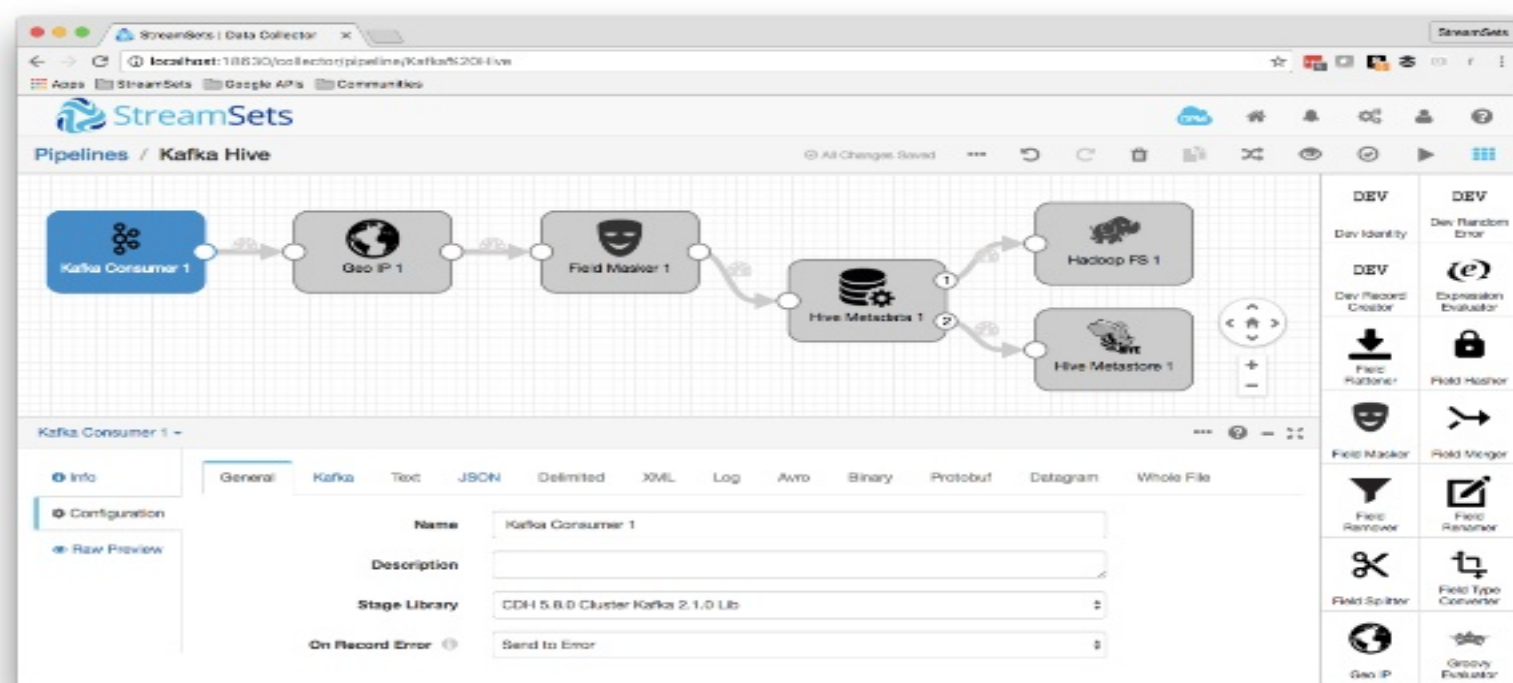 StreamSets | Data Collector
StreamSets
localhost:18630/collector/pipeline/Kafka%20Hive
Apps StreamSets Google APIs Communities
StreamSets
Pipelines / Kafka Hive
All Changes Saved
Kafka Consumer 1
Geo IP 1
Field Masker 1
Hive Metadata 1
1
2
Hadoop FS 1
HIVE
Hive Metastore 1
DEV
Dev Identity
DEV
Dev Random
Error
DEV
Dev Record
Creator
(e)
Expression
Evaluator
Field
Flattener
Field Hasher
Field Masker
Field Merger
Field
Remover
Field
Renamer
Field Splitter
Field Type
Converter
Geo IP
Groovy
Evaluator
Kafka Consumer 1
Info
Configuration
Raw Preview
General Kafka Text JSON Delimited XML Log Avro Binary Protobuf Datagram Whole File
Name Kafka Consumer 1
Description
Stage Library CDH 5.8.0 Cluster Kafka 2.1.0 Lib
On Record Error Send to Error